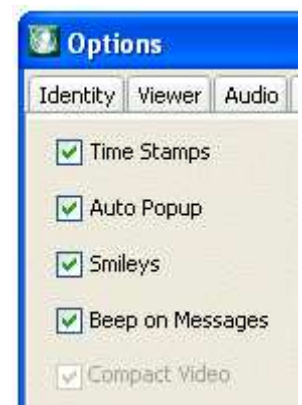 Options
Identity Viewer Audio
Time Stamps
Auto Popup
Smileys
Beep on Messages
Compact Video